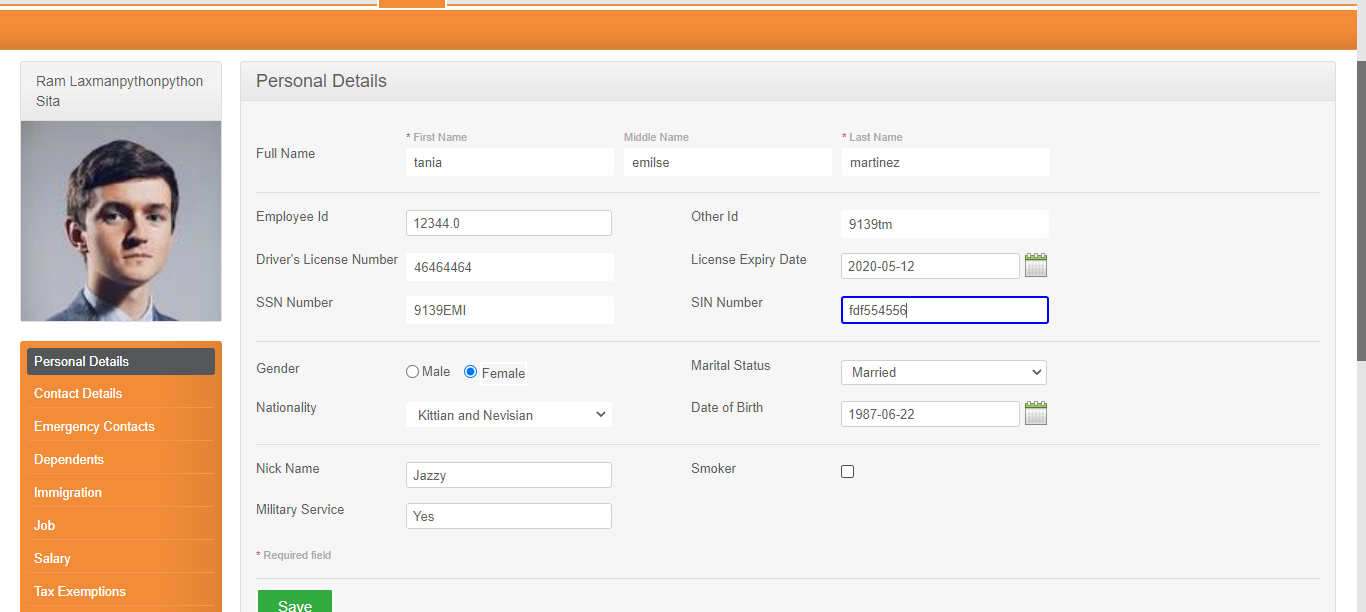 Ram Laxmanpythonpython
Sita
Personal Details
Contact Details
Emergency Contacts
Dependents
Immigration
Job
Salary
Tax Exemptions
Personal Details
* First Name Middle Name * Last Name
Full Name tania emilse martinez
Employee Id 12344.0 Other Id 9139tm
Driver's License Number 46464464 License Expiry Date 2020-05-12
SSN Number 9139EMI SIN Number fdf554556
Gender Male Female Marital Status Married
Nationality Kittian and Nevisian Date of Birth 1987-06-22
Nick Name Jazzy Smoker
Military Service Yes
* Required field
Save